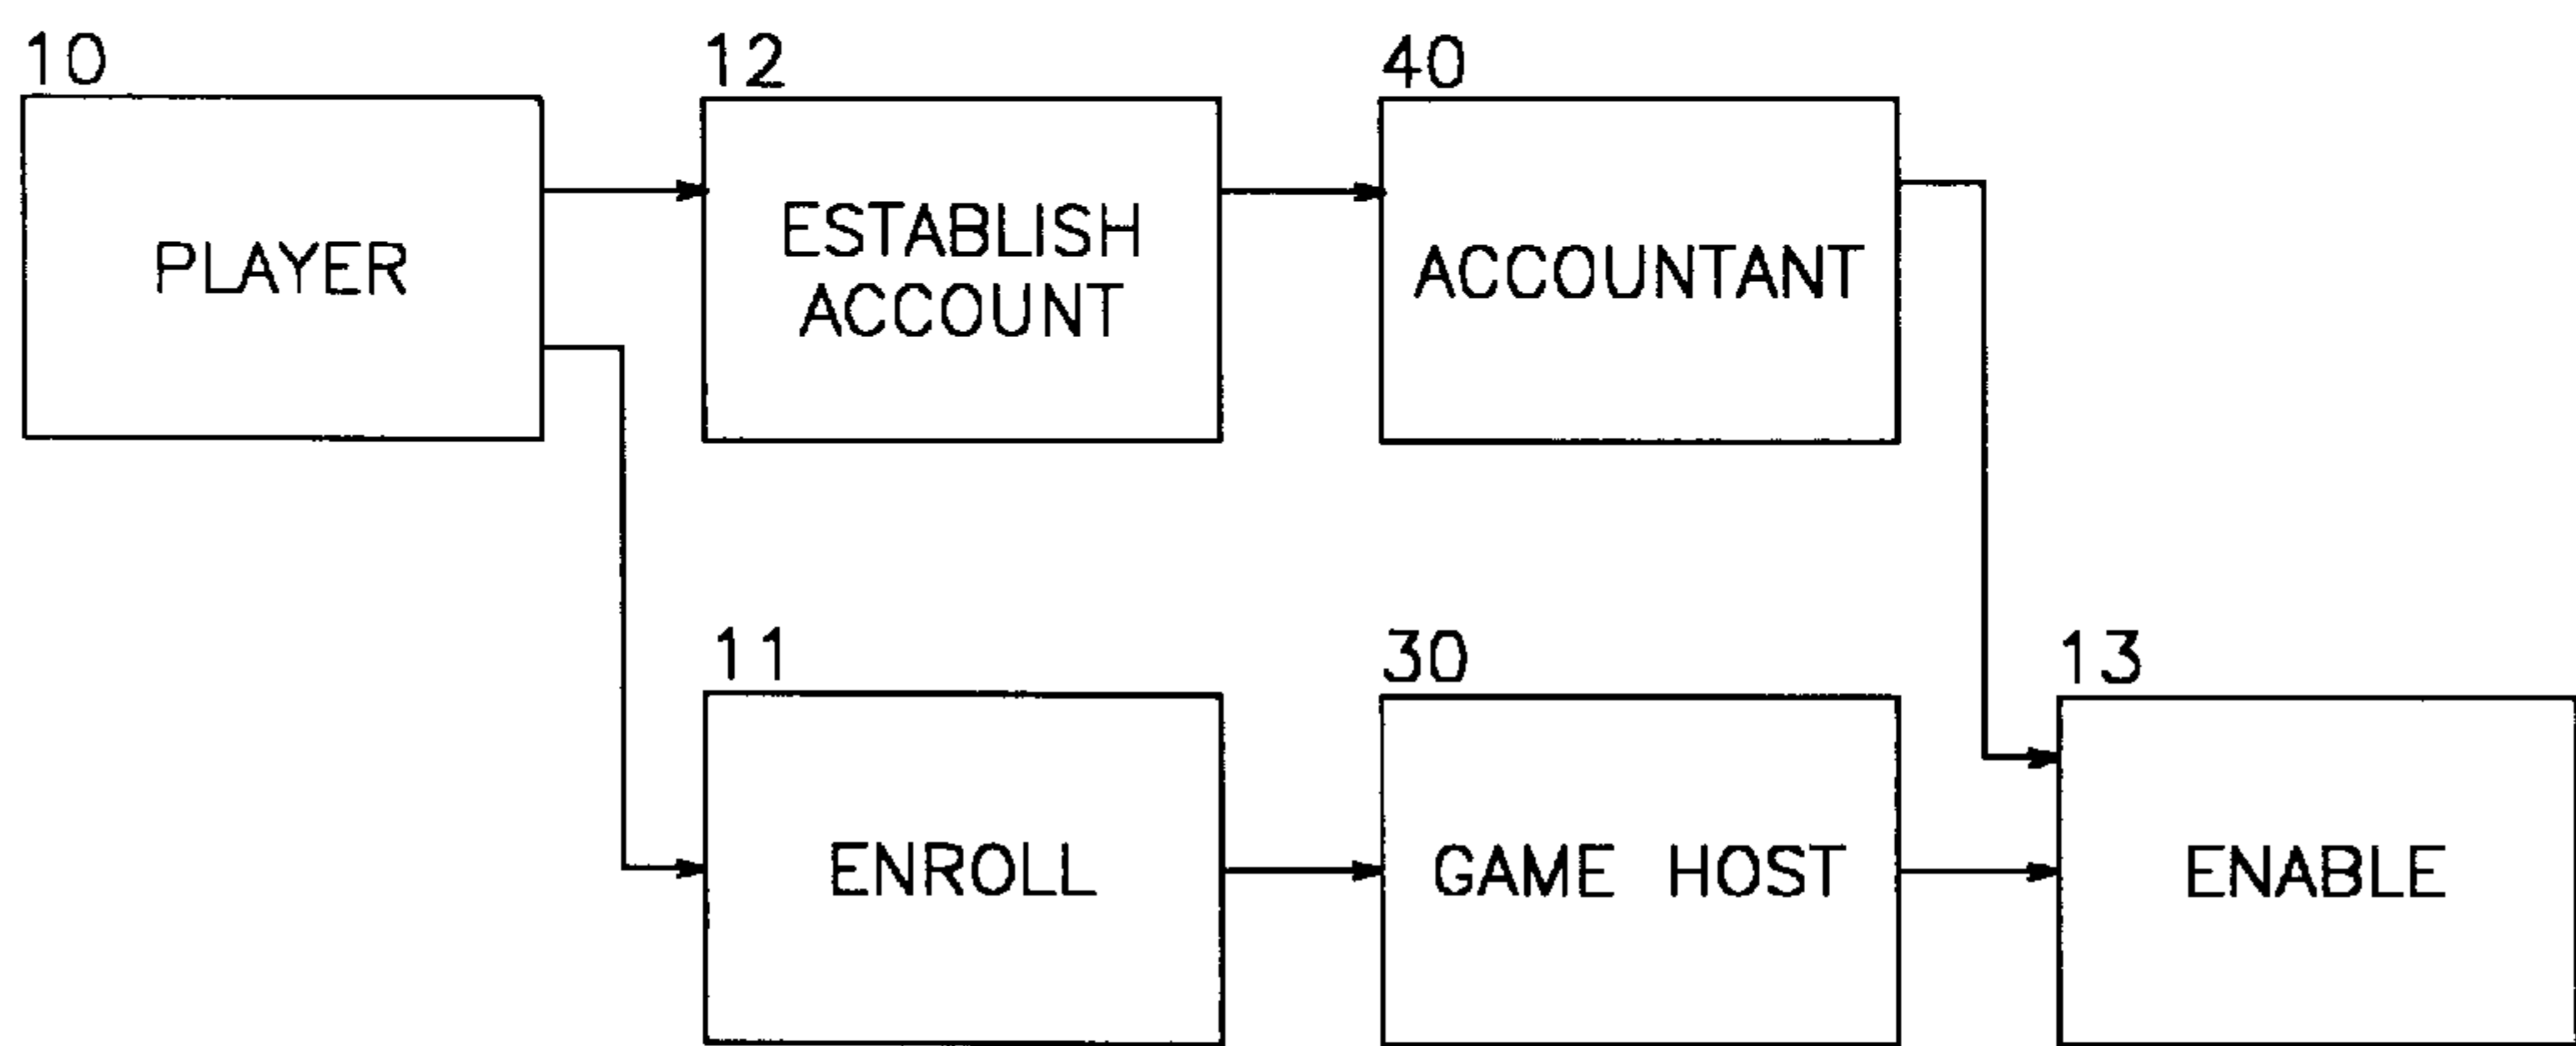 10
PLAYER
12
ESTABLISH
ACCOUNT
40
ACCOUNTANT
11
ENROLL
30
GAME HOST
13
ENABLE